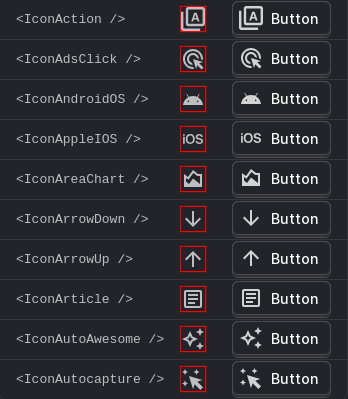 <IconAction /> A A Button
<IconAdsClick /> Button
<IconAndroidOS /> Button
<IconAppleIOS /> iOS iOS Button
<IconAreaChart /> Button
<IconArrowDown /> Button
<IconArrowUp /> Button
<IconArticle /> Button
<IconAutoAwesome /> Button
<IconAutocapture /> Button